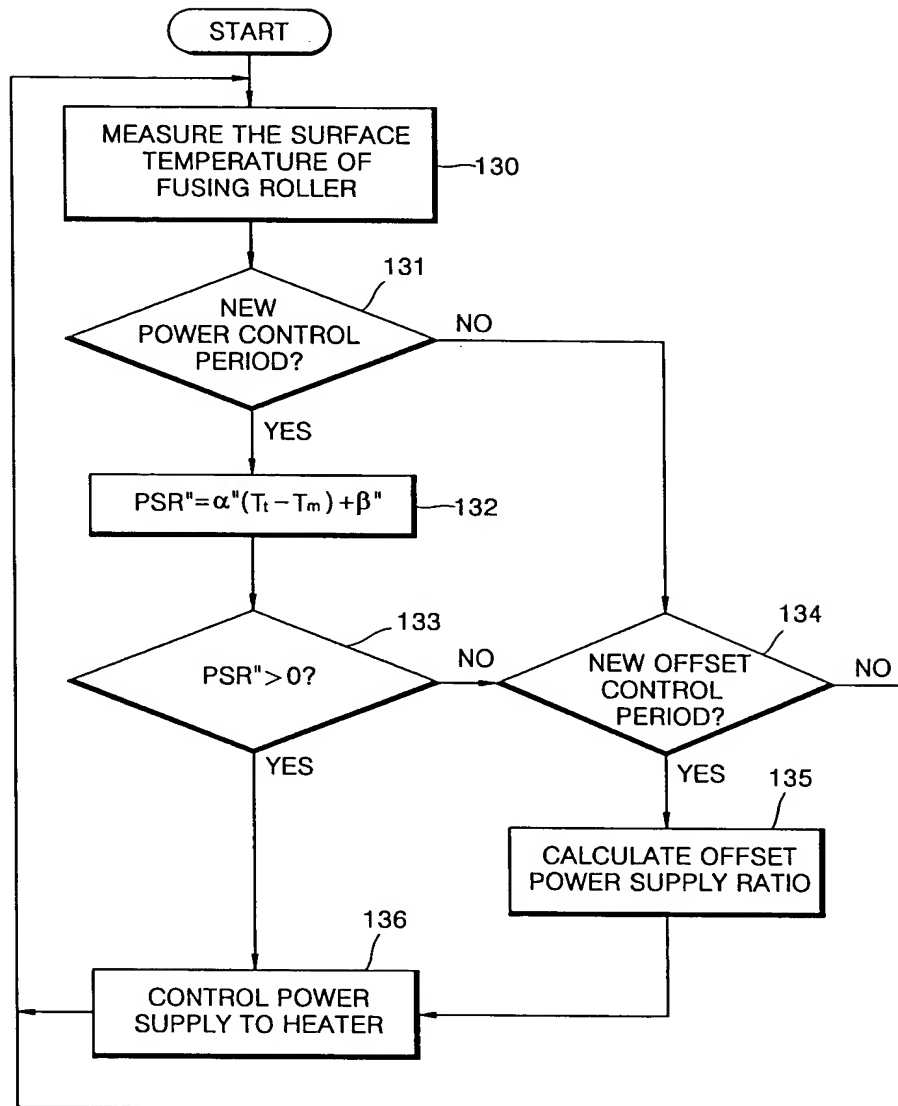 START
MEASURE THE SURFACE
TEMPERATURE OF
FUSING ROLLER
130
131
NEW
POWER CONTROL
PERIOD?
NO
YES
PSR"=α"(Tt−Tm)+β"
132
133
PSR">0?
NO
YES
134
NEW OFFSET
CONTROL
PERIOD?
NO
YES
135
CALCULATE OFFSET
POWER SUPPLY RATIO
136
CONTROL POWER
SUPPLY TO HEATER